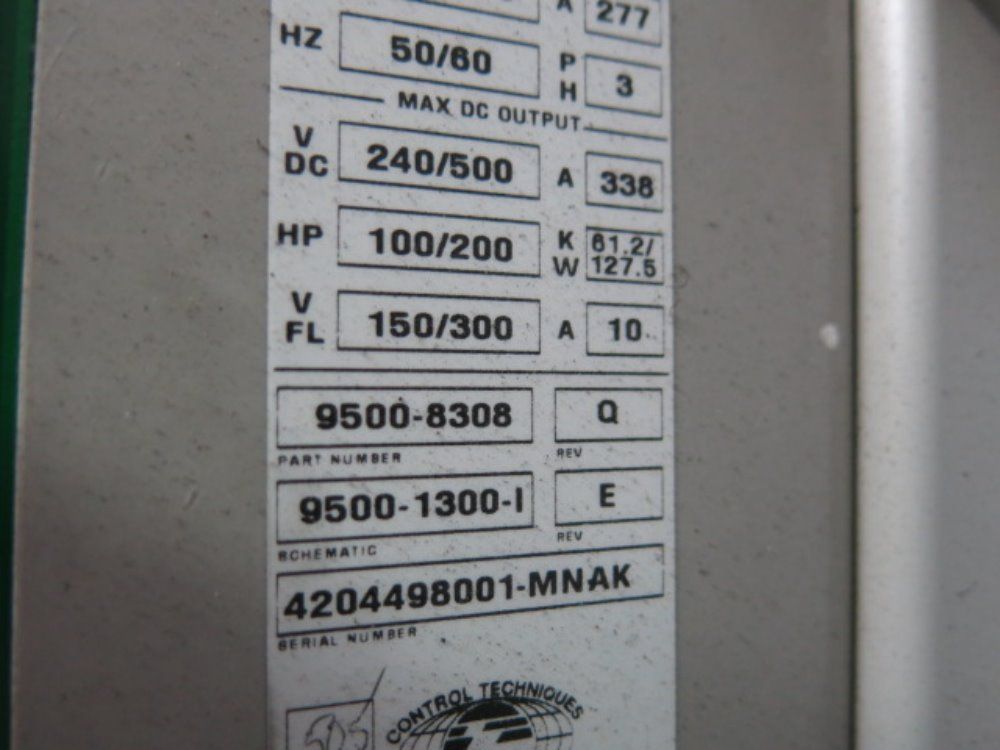 A 277
HZ 50/60 P H 3
MAX DC OUTPUT
V DC 240/500 A 338
HP 100/200 K W 61.2/ 127.5
V FL 150/300 A 10
9500-8308 Q
PART NUMBER REV
9500-1300-I E
SCHEMATIC REV
4204498001-MNAK
SERIAL NUMBER
505
CONTROL TECHNIQUES